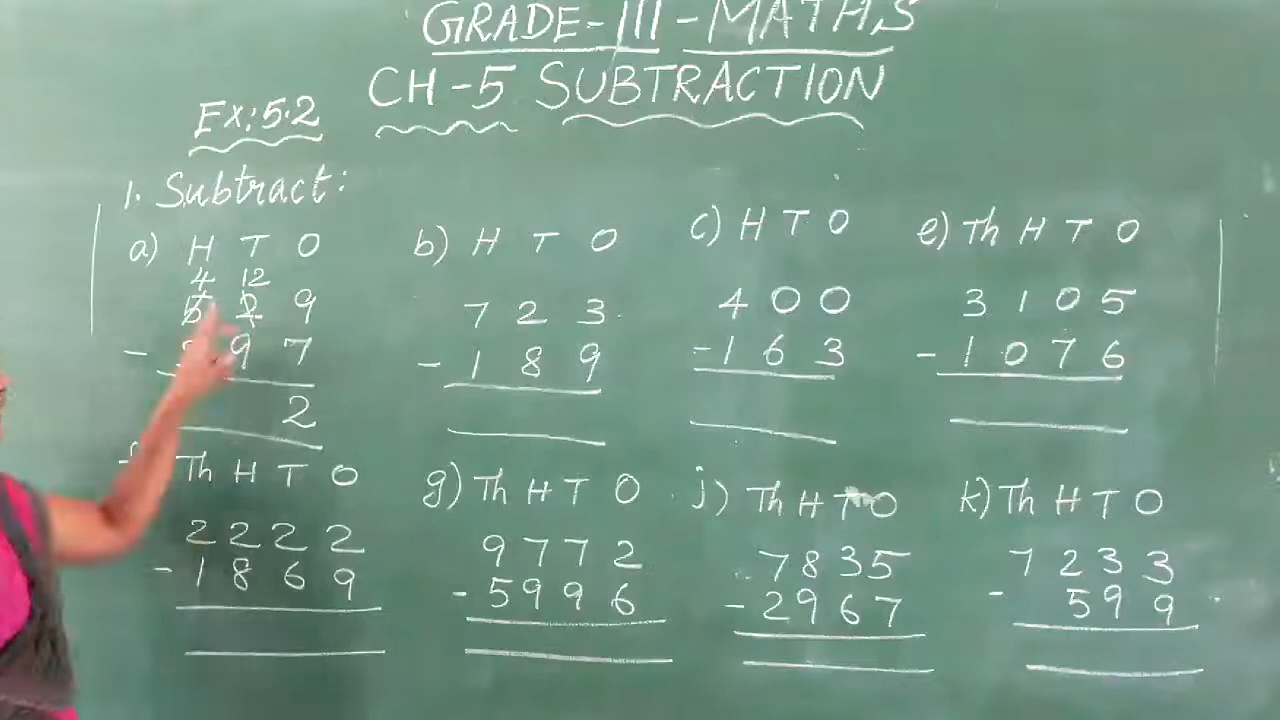 GRADE-III-MATHS
CH-5 SUBTRACTION
Ex:5.2
1. Subtract:
a) H T O
4 12
5 2 9
- 9 7
2
b) H T O
7 2 3
- 1 8 9
c) H T O
4 0 0
- 1 6 3
e) Th H T O
3 1 0 5
- 1 0 7 6
Th H T O
2 2 2 2
- 1 8 6 9
g) Th H T O
9 7 7 2
- 5 9 9 6
j) Th H T O
7 8 3 5
- 2 9 6 7
k) Th H T O
7 2 3 3
- 5 9 9